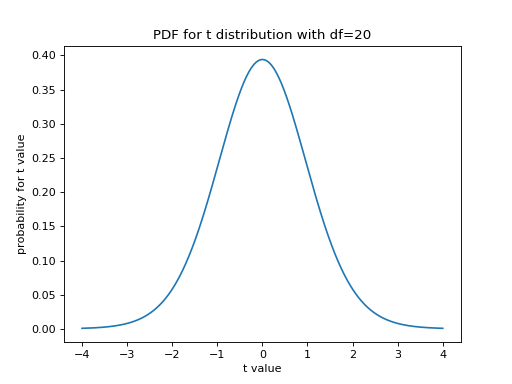 PDF for t distribution with df=20
probability for t value
0.40
0.35
0.30
0.25
0.20
0.15
0.10
0.05
0.00
−4 −3 −2 −1 0 1 2 3 4
t value